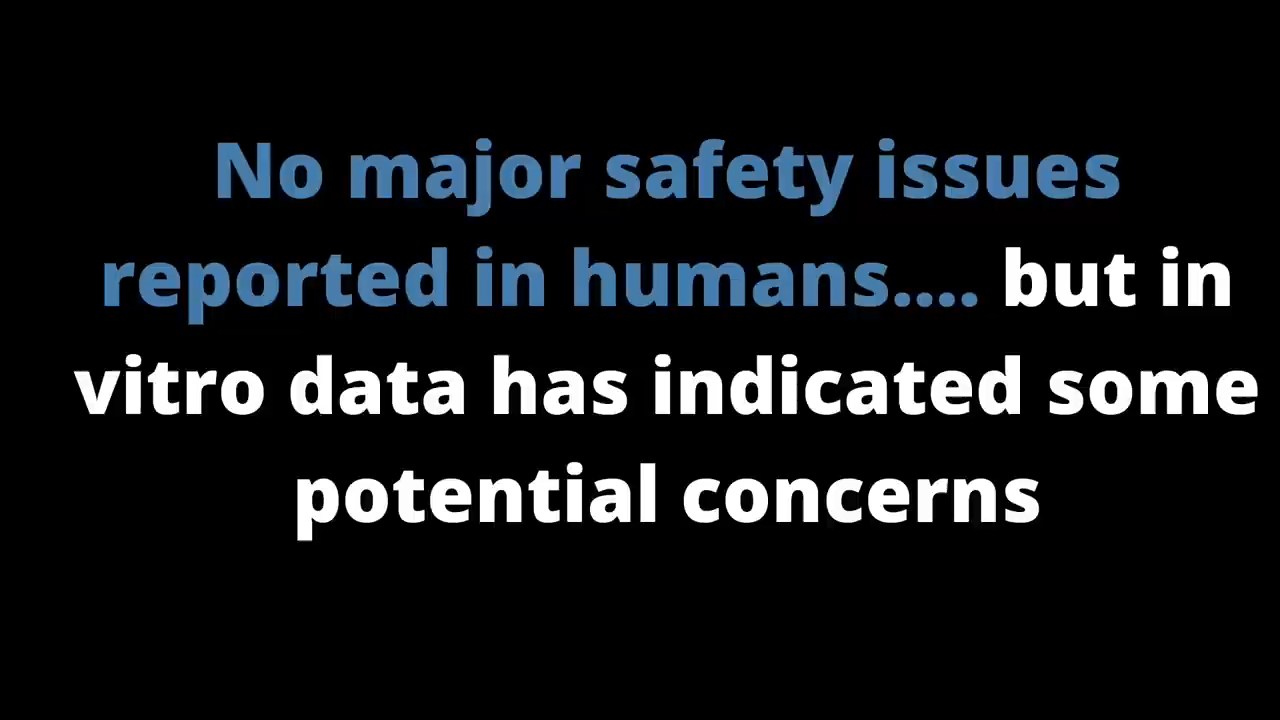 No major safety issues
reported in humans.... but in
vitro data has indicated some
potential concerns